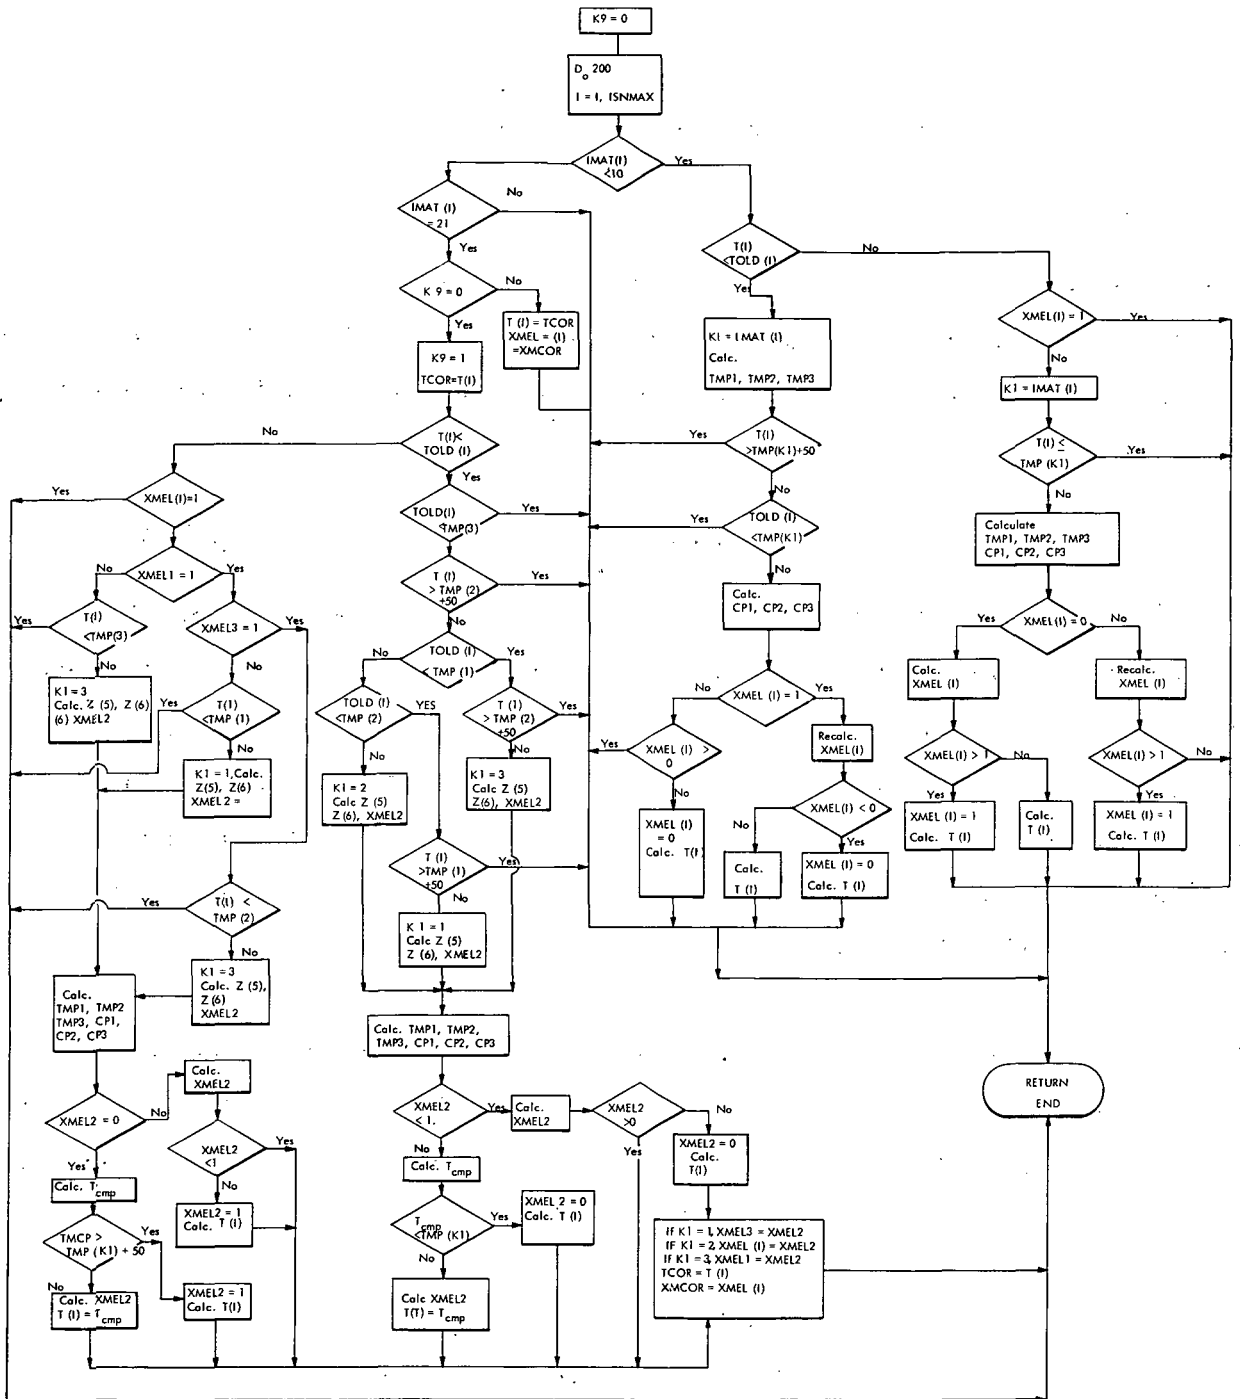 K9 = 0
Do 200
I = I, ISNMAX
IMAT(I)
<10
Yes
IMAT (I)
= 21
No
Yes
K 9 = 0
No
Yes
T (I) = TCOR
XMEL = (I)
=XMCOR
K9 = 1
TCOR=T(I)
T(I)<
TOLD (I)
No
Yes
TOLD(I)
<TMP(3)
Yes
T (I)
> TMP (2)
+50
Yes
No
TOLD (I)
< TMP (1)
No
Yes
TOLD (I)
<TMP (2)
YES
No
T (I)
> TMP (2)
+50
Yes
No
K1 = 2
Calc Z (5)
Z (6), XMEL2
K1 = 3
Calc Z (5)
Z(6), XMEL2
T (I)
>TMP (1)
+50
Yes
No
K 1 = 1
Calc Z (5)
Z (6), XMEL2
Calc. TMP1, TMP2,
TMP3, CP1, CP2, CP3
XMEL2
< 1.
Yes
Calc.
XMEL2
XMEL2
>0
No
Yes
XMEL2 = 0
Calc.
T(I)
No
Calc. Tcmp
Tcmp
<TMP (K1)
Yes
XMEL 2 = 0
Calc. T (I)
No
Calc XMEL2
T(T) = Tcmp
IF K1 = 1, XMEL3 = XMEL2
IF K1 = 2, XMEL (I) = XMEL2
IF K1 = 3, XMEL1 = XMEL2
TCOR = T (I)
XMCOR = XMEL (I)
XMEL(I)=1
Yes
XMEL1 = 1
No
Yes
T(I)
<TMP(3)
Yes
No
XMEL3 = 1
No
K1 = 3
Calc. Z (5), Z (6)
(6) XMEL2
T(I)
<TMP (1)
Yes
No
K1 = 1, Calc.
Z(5), Z(6)
XMEL2 =
T(I) <
TMP (2)
Yes
No
K1 = 3
Calc. Z (5),
Z(6)
XMEL2
Calc.
TMP1, TMP2
TMP3, CP1,
CP2, CP3
XMEL2 = 0
No
Calc.
XMEL2
XMEL2
<1
Yes
No
XMEL2 = 1
Calc. T (I)
Yes
Calc. Tcmp
TMCP >
TMP (K1) + 50
Yes
No
Calc. XMEL2
T (I) = Tcmp
XMEL2 = 1
Calc. T(I)
T(I)
<TOLD (I)
No
Yes
K1 = IMAT (I)
Calc.
TMP1, TMP2, TMP3
T(I)
>TMP(K1)+50
Yes
No
TOLD (I)
<TMP(K1)
Yes
No
Calc.
CP1, CP2, CP3
XMEL (I) = 1
No
Yes
XMEL (I) >
0
Yes
No
Recalc.
XMEL(I)
XMEL (I)
= 0
Calc. T(I
XMEL(I) < 0
No
Yes
Calc.
T (I)
XMEL (I) = 0
Calc. T (I)
XMEL(I) = 1
Yes
No
K1 = IMAT (I)
T(I) ≤
TMP (K1)
Yes
No
Calculate
TMP1, TMP2, TMP3
CP1, CP2, CP3
XMEL(I) = 0
Yes
No
Calc.
XMEL (I)
Recalc.
XMEL (I)
XMEL(I) > 1
No
Yes
XMEL(I) > 1
No
Yes
XMEL (I) = 1
Calc. T (I)
Calc.
T (I)
XMEL (I) = 1
Calc. T (I)
RETURN
END